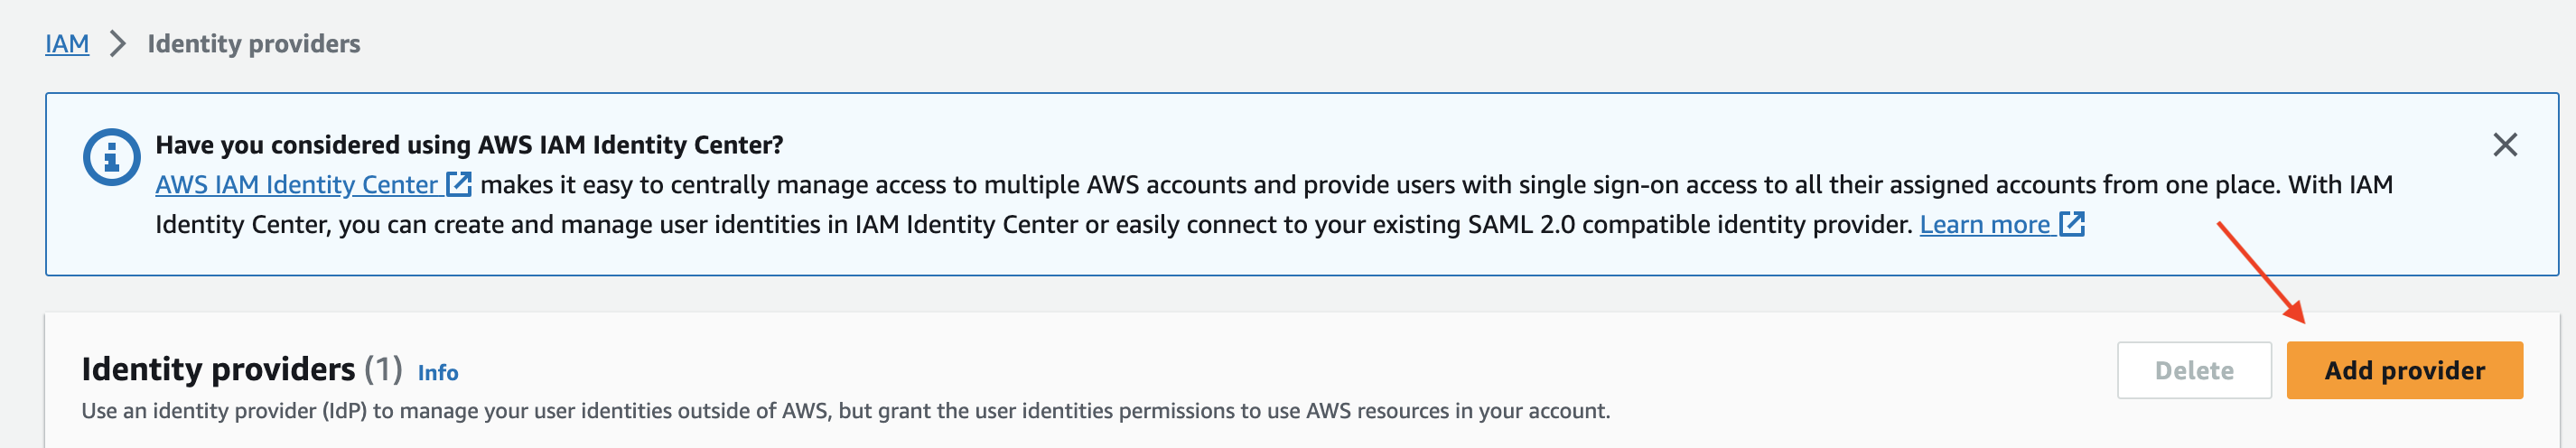 IAM > Identity providers
Have you considered using AWS IAM Identity Center?
AWS IAM Identity Center makes it easy to centrally manage access to multiple AWS accounts and provide users with single sign-on access to all their assigned accounts from one place. With IAM
Identity Center, you can create and manage user identities in IAM Identity Center or easily connect to your existing SAML 2.0 compatible identity provider. Learn more
Identity providers (1) Info
Delete
Add provider
Use an identity provider (IdP) to manage your user identities outside of AWS, but grant the user identities permissions to use AWS resources in your account.